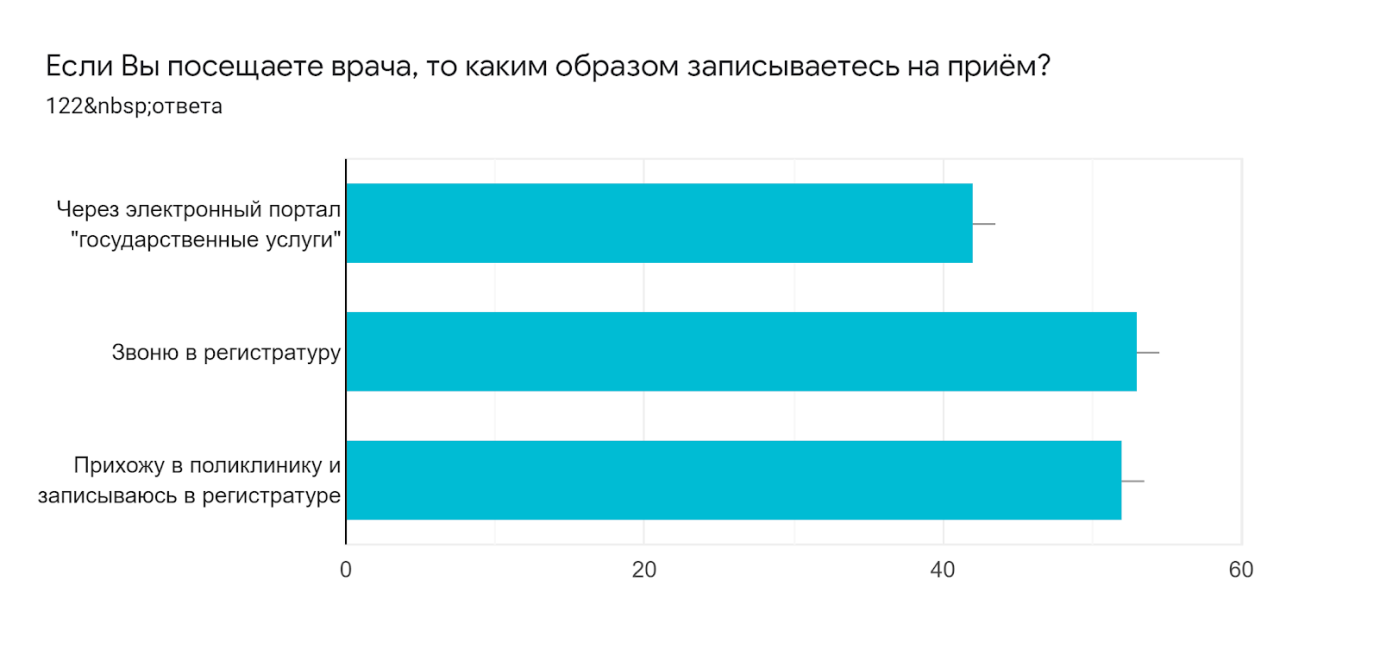 Если Вы посещаете врача, то каким образом записываетесь на приём?
122&nbsp;ответа
Через электронный портал
"государственные услуги"
Звоню в регистратуру
Прихожу в поликлинику и
записываюсь в регистратуре
0 20 40 60